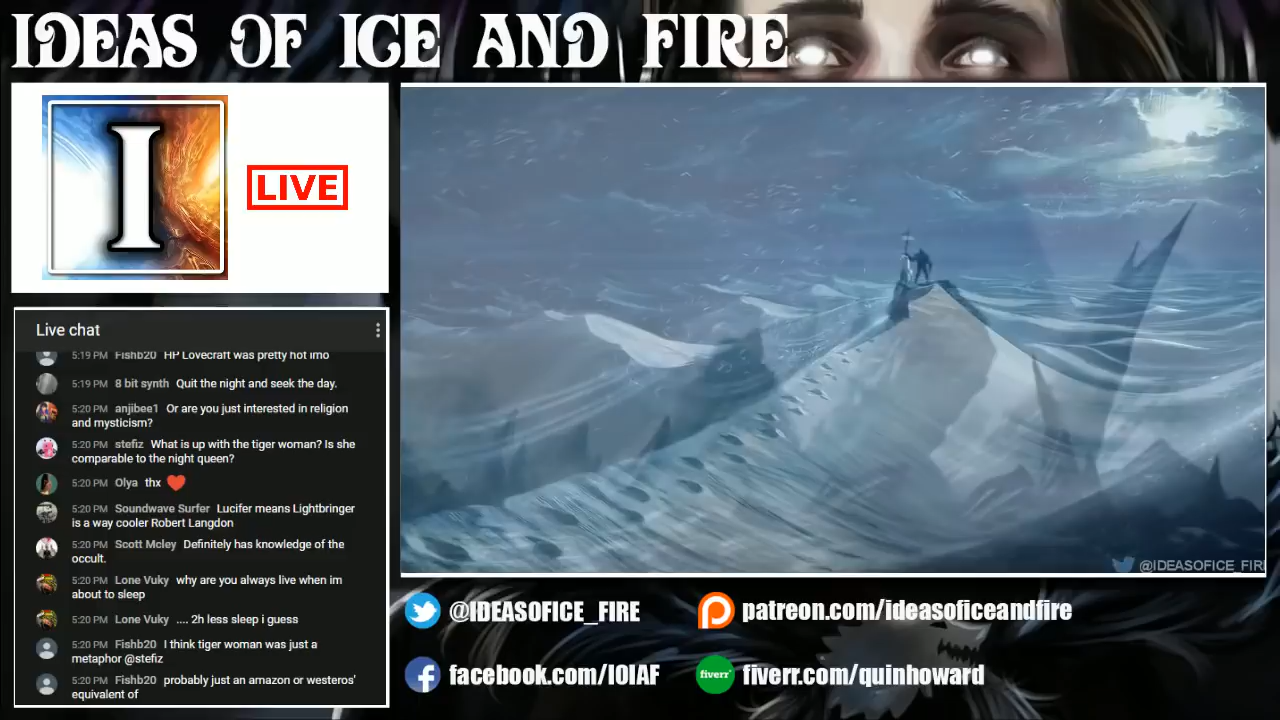 IDEAS OF ICE AND FIRE
I
LIVE
Live chat
5:19 PM Fishb20 HP Lovecraft was pretty hot imo
5:19 PM 8 bit synth Quit the night and seek the day.
5:20 PM anjibee1 Or are you just interested in religion
and mysticism?
5:20 PM stefiz What is up with the tiger woman? Is she
comparable to the night queen?
5:20 PM Olya thx ❤
5:20 PM Soundwave Surfer Lucifer means Lightbringer
is a way cooler Robert Langdon
5:20 PM Scott Mcley Definitely has knowledge of the
occult.
5:20 PM Lone Vuky why are you always live when im
about to sleep
5:20 PM Lone Vuky .... 2h less sleep i guess
5:20 PM Fishb20 I think tiger woman was just a
metaphor @stefiz
5:20 PM Fishb20 probably just an amazon or westeros'
equivalent of
@IDEASOFICE_FIR
@IDEASOFICE_FIRE
patreon.com/ideasoficeandfire
facebook.com/IOIAF
fiverr
fiverr.com/quinhoward